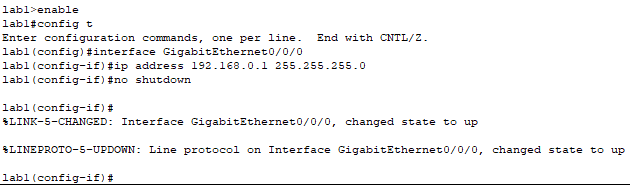 lab1>enable
lab1#config t
Enter configuration commands, one per line.  End with CNTL/Z.
lab1(config)#interface GigabitEthernet0/0/0
lab1(config-if)#ip address 192.168.0.1 255.255.255.0
lab1(config-if)#no shutdown
lab1(config-if)#
%LINK-5-CHANGED: Interface GigabitEthernet0/0/0, changed state to up
%LINEPROTO-5-UPDOWN: Line protocol on Interface GigabitEthernet0/0/0, changed state to up
lab1(config-if)#